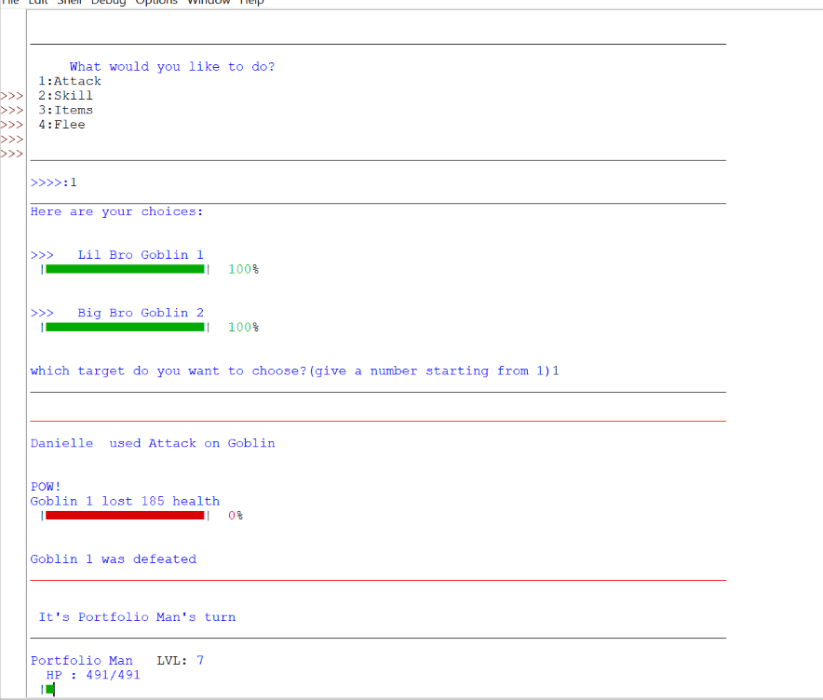 File Edit Shell Debug Options Window Help
What would you like to do?
1:Attack
>>> 2:Skill
>>> 3:Items
>>> 4:Flee
>>>
>>>
>>>>:1
Here are your choices:
>>> Lil Bro Goblin 1
| | 100%
>>> Big Bro Goblin 2
| | 100%
which target do you want to choose?(give a number starting from 1)1
Danielle used Attack on Goblin
POW!
Goblin 1 lost 185 health
| | 0%
Goblin 1 was defeated
It's Portfolio Man's turn
Portfolio Man LVL: 7
HP : 491/491
|